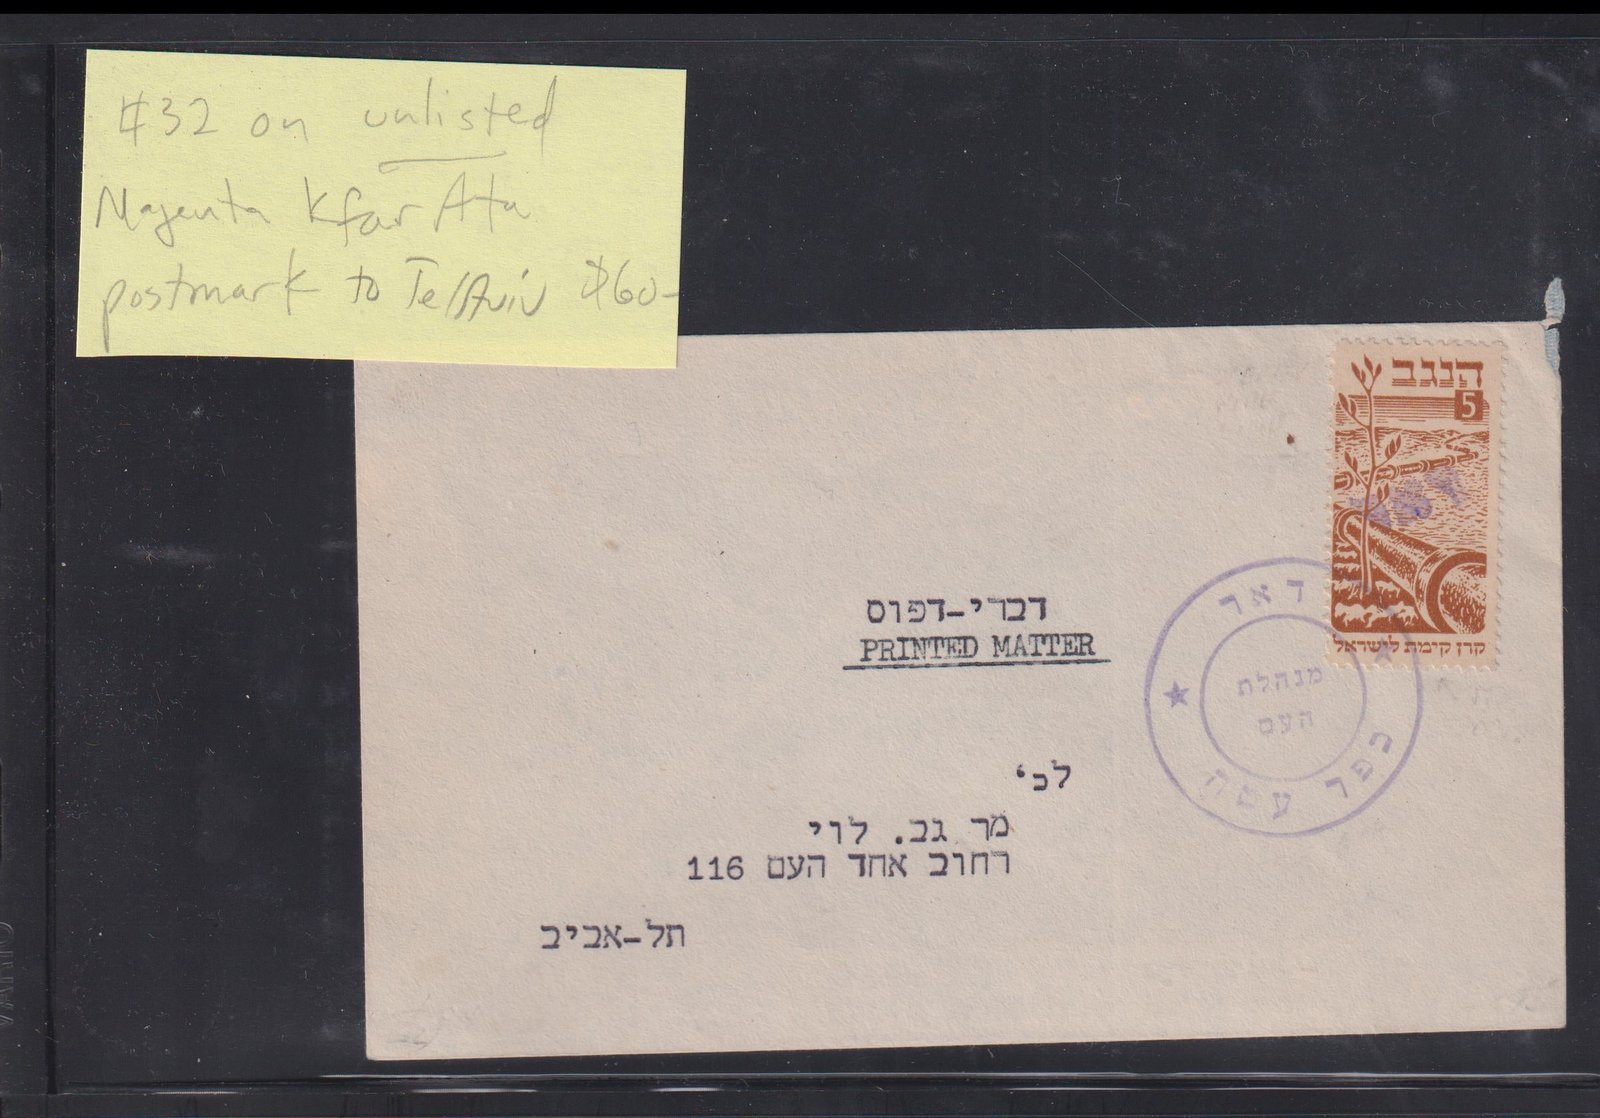 #32 on unlisted
Magenta Kfar Ata
postmark to Tel Aviv $60-
הנגב
5
דאר
קרן קימת לישראל
דברי-דפוס
PRINTED MATTER
מנהלת
העם
כפר עטה
לכ'
מר גב. לוי
רחוב אחד העם 116
תל-אביב